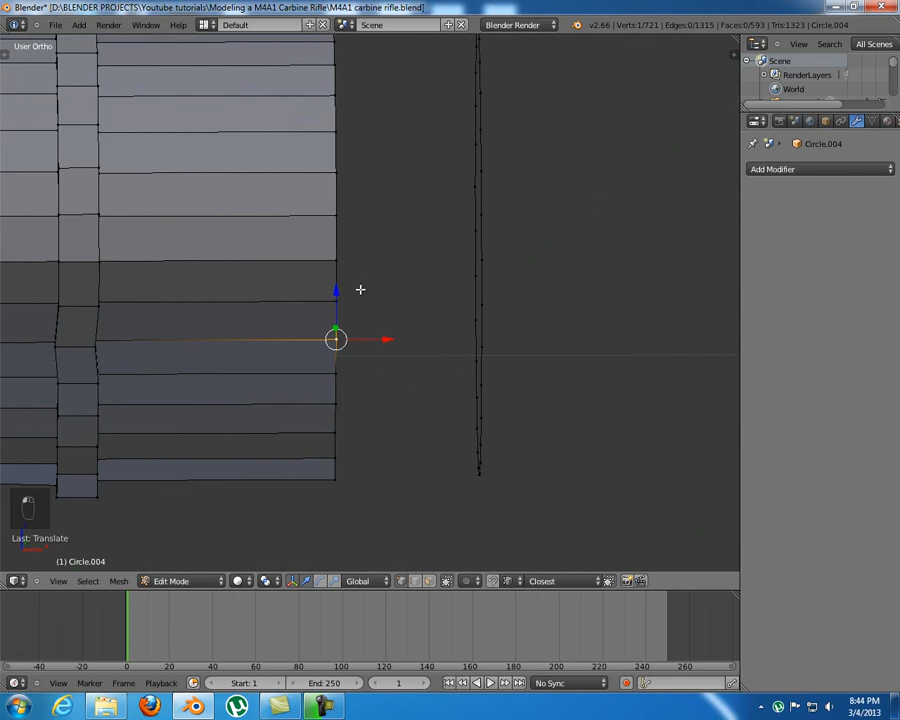 Blender* [D:\BLENDER PROJECTS\Youtube tutorials\Modeling a M4A1 Carbine Rifle\M4A1 carbine rifle.blend]
File Add Render Window Help Default Scene Blender Render v2.66 | Verts:1/721 | Edges:0/1315 | Faces:0/593 | Tris:1323 | Circle.004
User Ortho
View Search All Scenes
Scene
RenderLayers
World
Circle.004
Add Modifier
Last: Translate
(1) Circle.004
View Select Mesh Edit Mode Global Closest
-40 -20 0 20 40 60 80 100 120 140 160 180 200 220 240 260
View Marker Frame Playback Start: 1 End: 250 1 No Sync
8:44 PM
3/4/2013